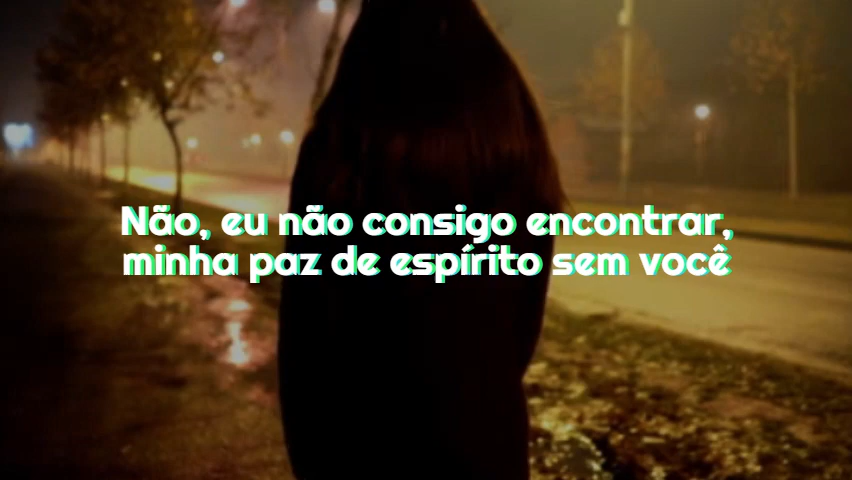 Não, eu não consigo encontrar,
minha paz de espírito sem você